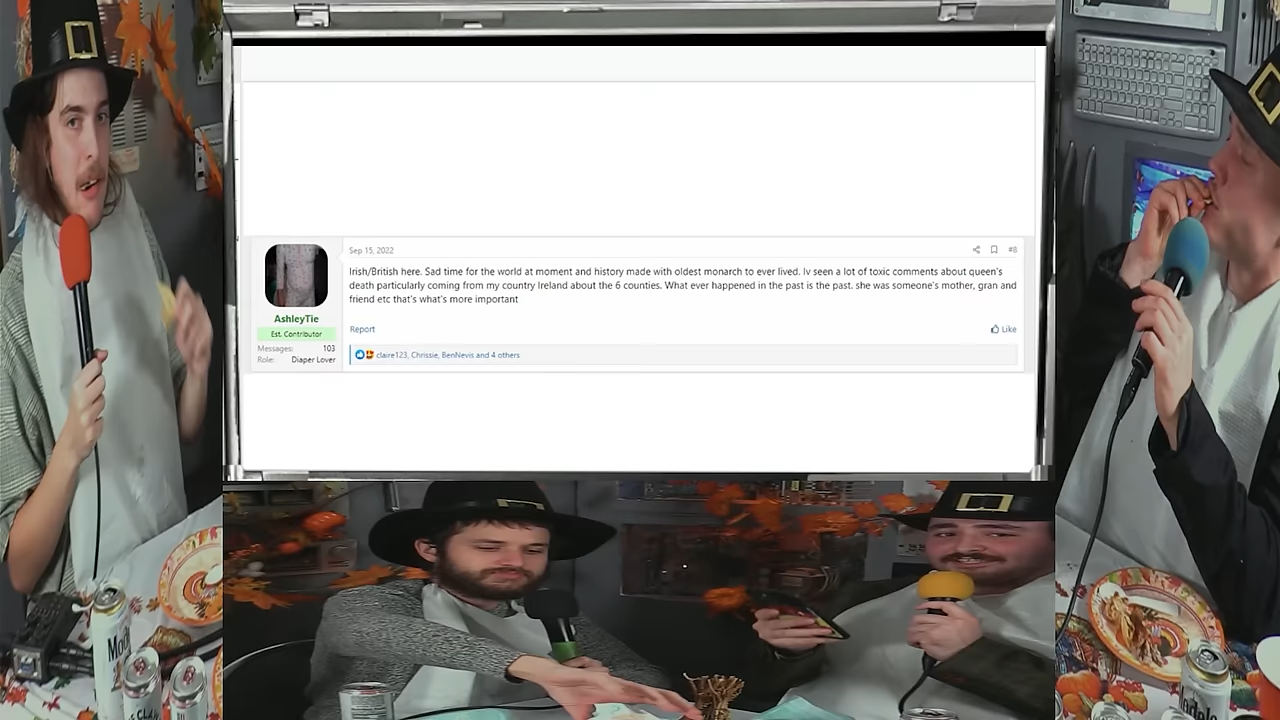 Sep 15, 2022
#8
Irish/British here. Sad time for the world at moment and history made with oldest monarch to ever lived. Iv seen a lot of toxic comments about queen's
death particularly coming from my country Ireland about the 6 counties. What ever happened in the past is the past. she was someone's mother, gran and
friend etc that's what's more important
AshleyTie
Est. Contributor
Messages: 103
Role: Diaper Lover
Report
Like
claire123, Chrissie, BenNevis and 4 others